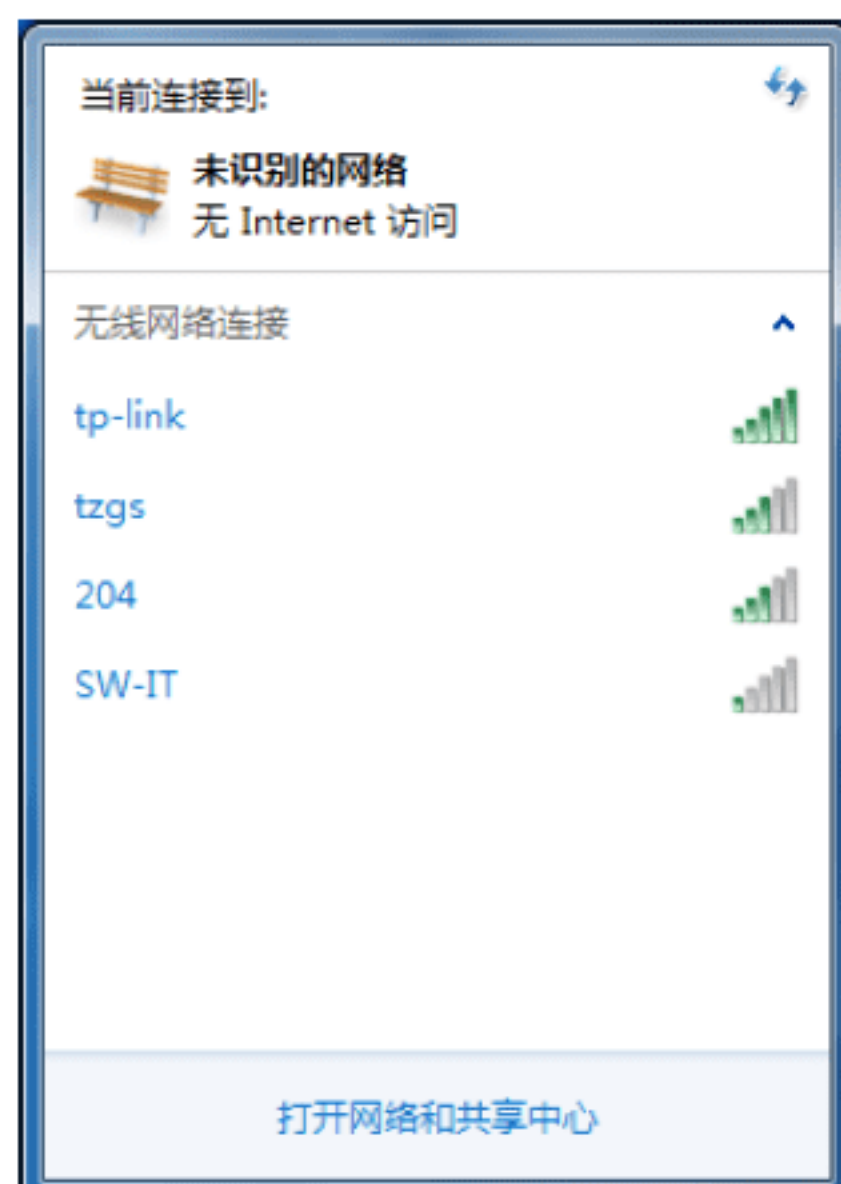 当前连接到:
未识别的网络
无 Internet 访问
无线网络连接
tp-link
tzgs
204
SW-IT
打开网络和共享中心